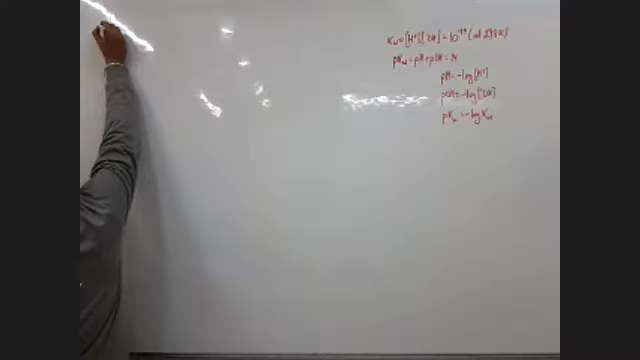 Kw = [H⁺][OH⁻] = 10⁻¹⁴ (at 298K)
pKw = pH + pOH = 14
pH = -log[H⁺]
pOH = -log[OH⁻]
pKw = -log Kw